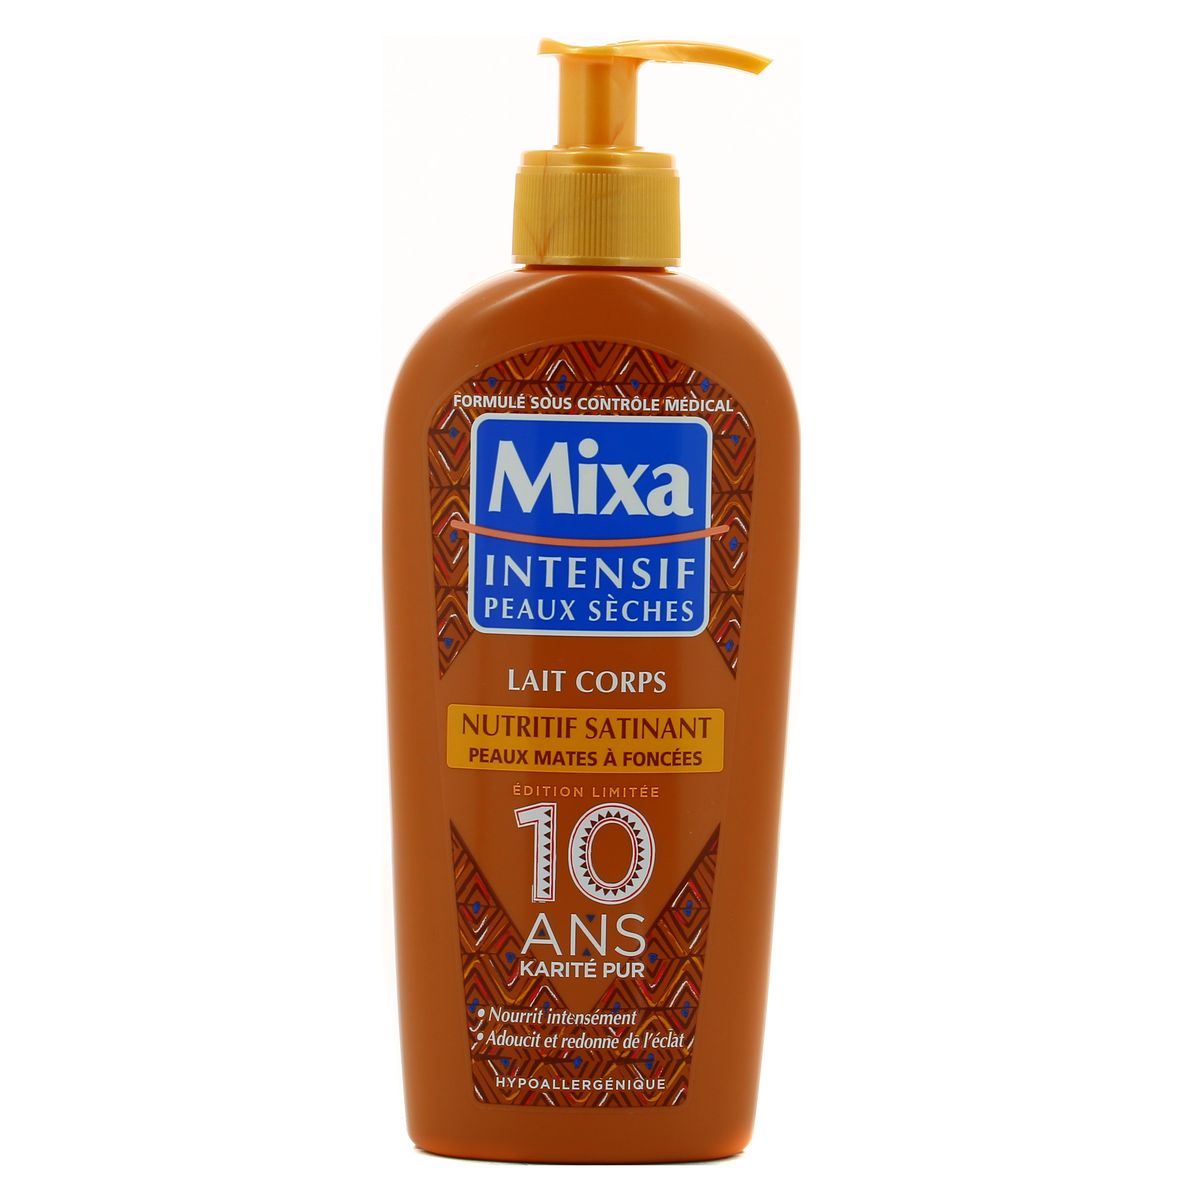 FORMULÉ SOUS CONTRÔLE MÉDICAL
Mixa
INTENSIF
PEAUX SÈCHES
LAIT CORPS
NUTRITIF SATINANT
PEAUX MATES À FONCÉES
ÉDITION LIMITÉE
10
ANS
KARITÉ PUR
• Nourrit intensément
• Adoucit et redonne de l'éclat
HYPOALLERGÉNIQUE